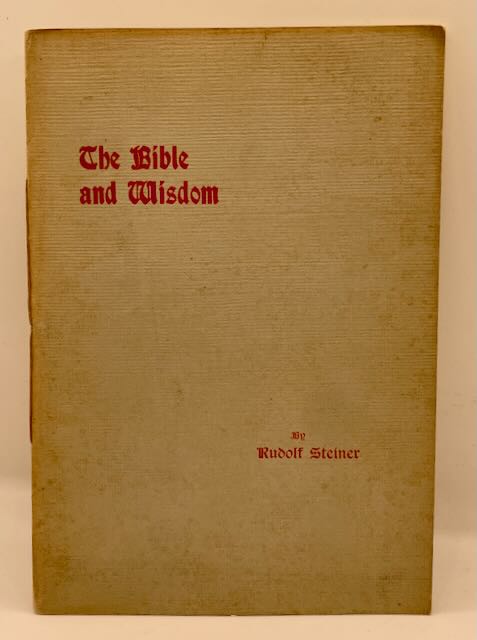 The Bible
and Wisdom
By
Rudolf Steiner